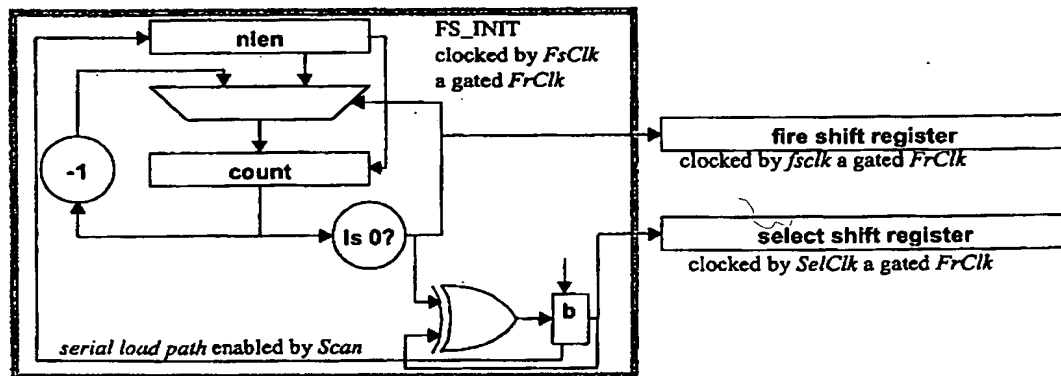 nlen
FS_INIT
clocked by FsClk
a gated FrClk
fire shift register
clocked by fsclk a gated FrClk
-1
count
Is 0?
select shift register
clocked by SelClk a gated FrClk
b
serial load path enabled by Scan